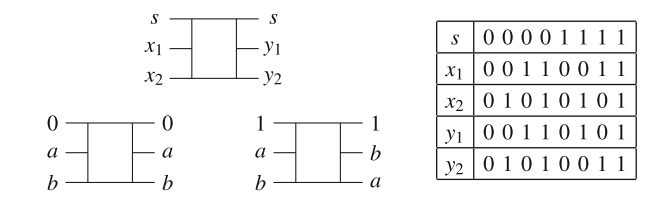 s s
x₁ y₁
x₂ y₂
0 0
a a
b b
1 1
a b
b a
s 0 0 0 0 1 1 1 1
x₁ 0 0 1 1 0 0 1 1
x₂ 0 1 0 1 0 1 0 1
y₁ 0 0 1 1 0 1 0 1
y₂ 0 1 0 1 0 0 1 1